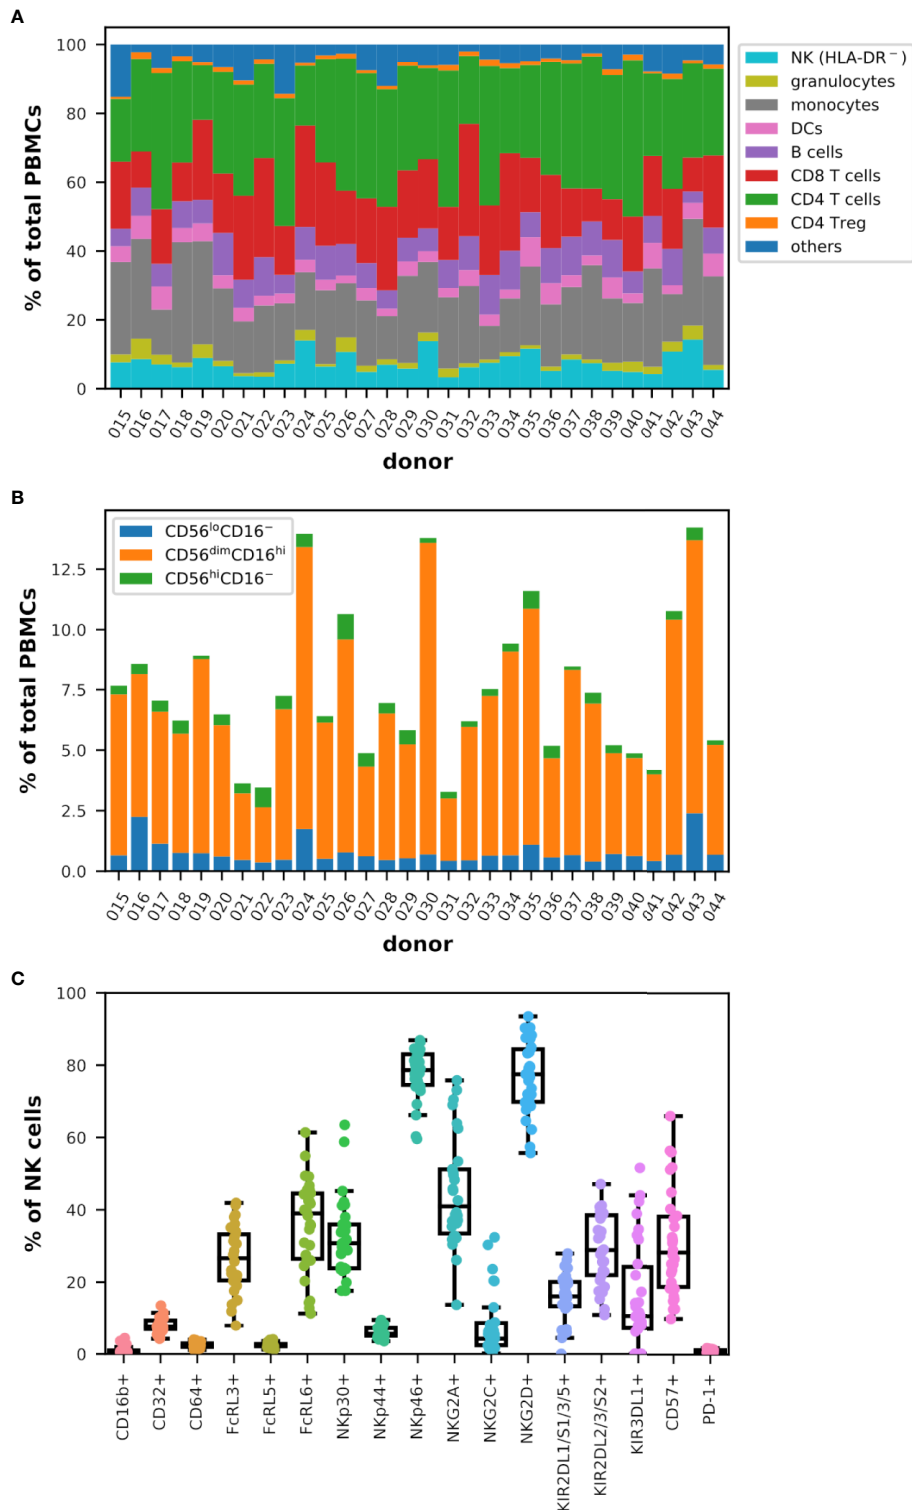 A
100
80
60
40
20
0
% of total PBMCs
015 016 017 018 019 020 021 022 023 024 025 026 027 028 029 030 031 032 033 034 035 036 037 038 039 040 041 042 043 044
donor
NK (HLA-DR⁻)
granulocytes
monocytes
DCs
B cells
CD8 T cells
CD4 T cells
CD4 Treg
others
B
CD56ˡᵒCD16⁻
CD56ᵈⁱᵐCD16ʰⁱ
CD56ʰⁱCD16⁻
12.5
10.0
7.5
5.0
2.5
0.0
% of total PBMCs
015 016 017 018 019 020 021 022 023 024 025 026 027 028 029 030 031 032 033 034 035 036 037 038 039 040 041 042 043 044
donor
C
100
80
60
40
20
0
% of NK cells
CD16b+
CD32+
CD64+
FcRL3+
FcRL5+
FcRL6+
NKp30+
NKp44+
NKp46+
NKG2A+
NKG2C+
NKG2D+
KIR2DL1/S1/3/5+
KIR2DL2/3/S2+
KIR3DL1+
CD57+
PD-1+